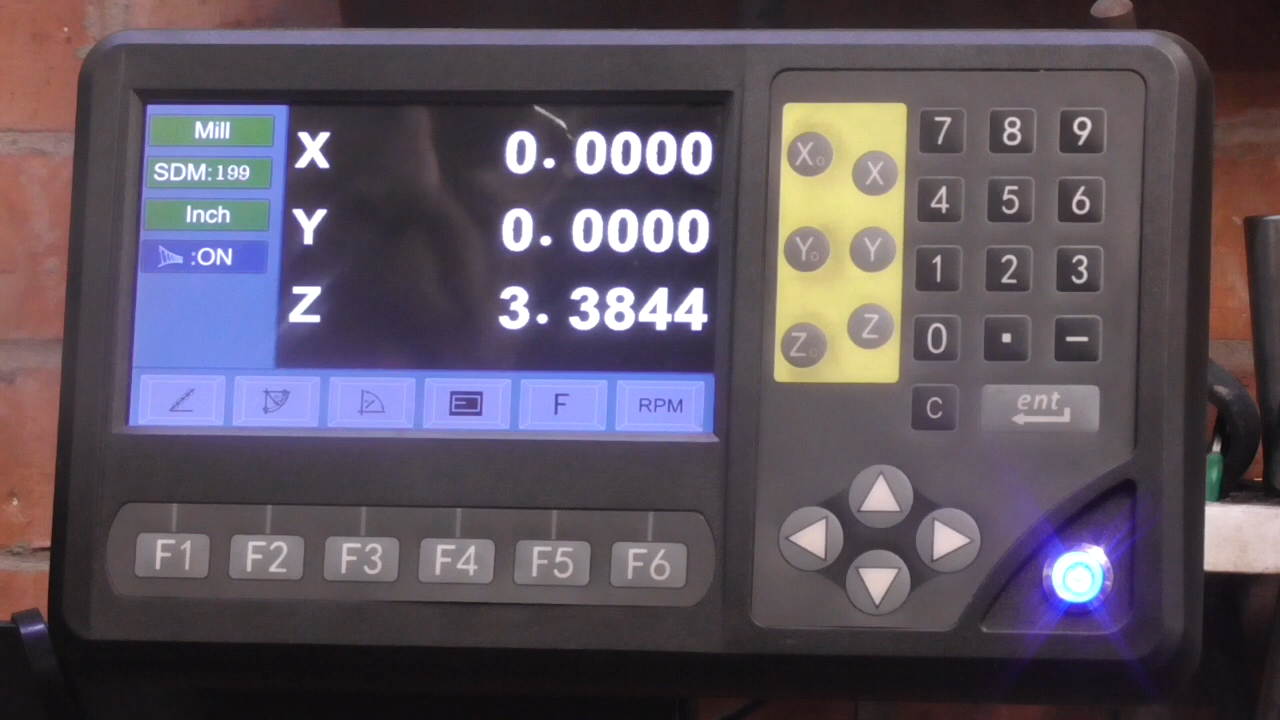 Mill
SDM:199
Inch
:ON
X 0.0000
Y 0.0000
Z 3.3844
F RPM
F1 F2 F3 F4 F5 F6
X₀ X
Y₀ Y
Z₀ Z
7 8 9
4 5 6
1 2 3
0 . −
C ent